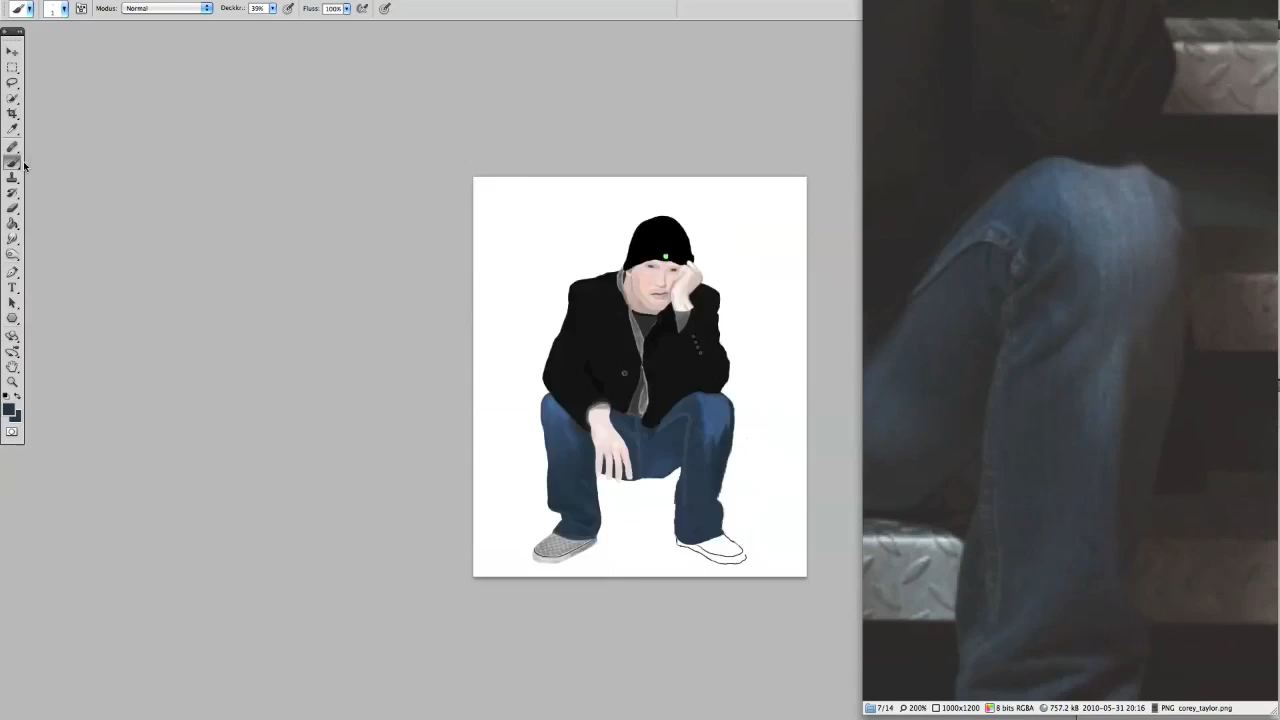 1 Modus: Normal Deckkr.: 39% Fluss: 100%
T
7/14 200% 1000x1200 8 bits RGBA 757.2 kB 2010-05-31 20:16 PNG corey_taylor.png